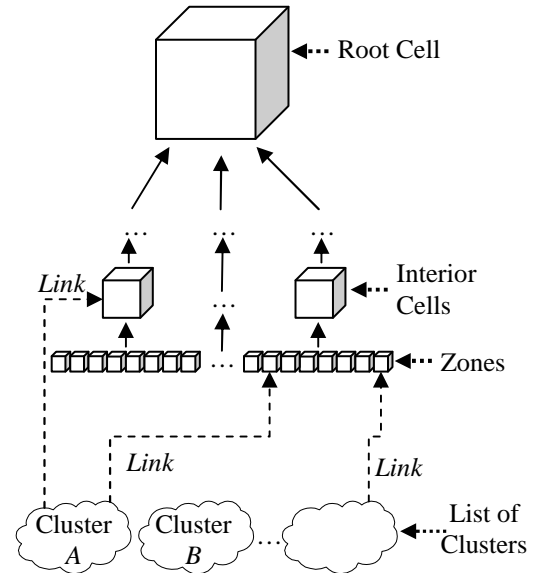 Root Cell
... ... ...
Link
Interior
Cells
...
... Zones
Link
Link
Cluster
A
Cluster
B
...
List of
Clusters